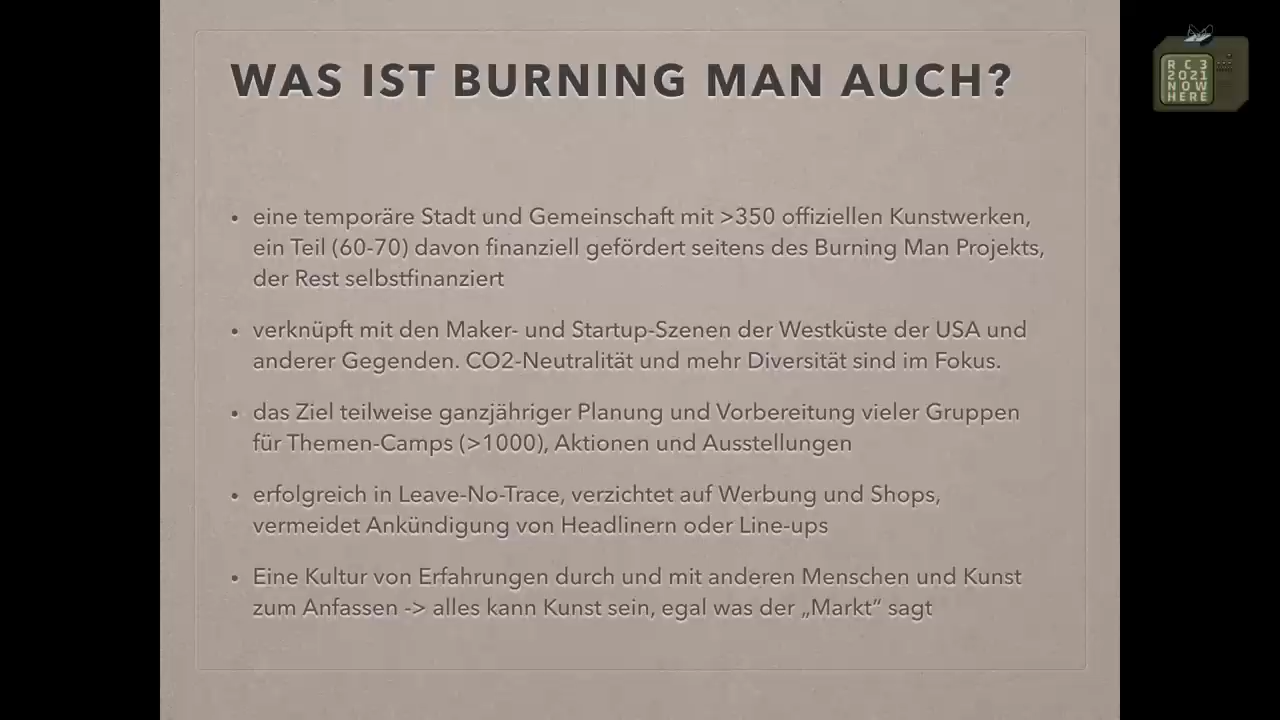 WAS IST BURNING MAN AUCH?
• eine temporäre Stadt und Gemeinschaft mit >350 offiziellen Kunstwerken,
ein Teil (60-70) davon finanziell gefördert seitens des Burning Man Projekts,
der Rest selbstfinanziert
• verknüpft mit den Maker- und Startup-Szenen der Westküste der USA und
anderer Gegenden. CO2-Neutralität und mehr Diversität sind im Fokus.
• das Ziel teilweise ganzjähriger Planung und Vorbereitung vieler Gruppen
für Themen-Camps (>1000), Aktionen und Ausstellungen
• erfolgreich in Leave-No-Trace, verzichtet auf Werbung und Shops,
vermeidet Ankündigung von Headlinern oder Line-ups
• Eine Kultur von Erfahrungen durch und mit anderen Menschen und Kunst
zum Anfassen -> alles kann Kunst sein, egal was der „Markt“ sagt
RC3
2021
NOW
HERE